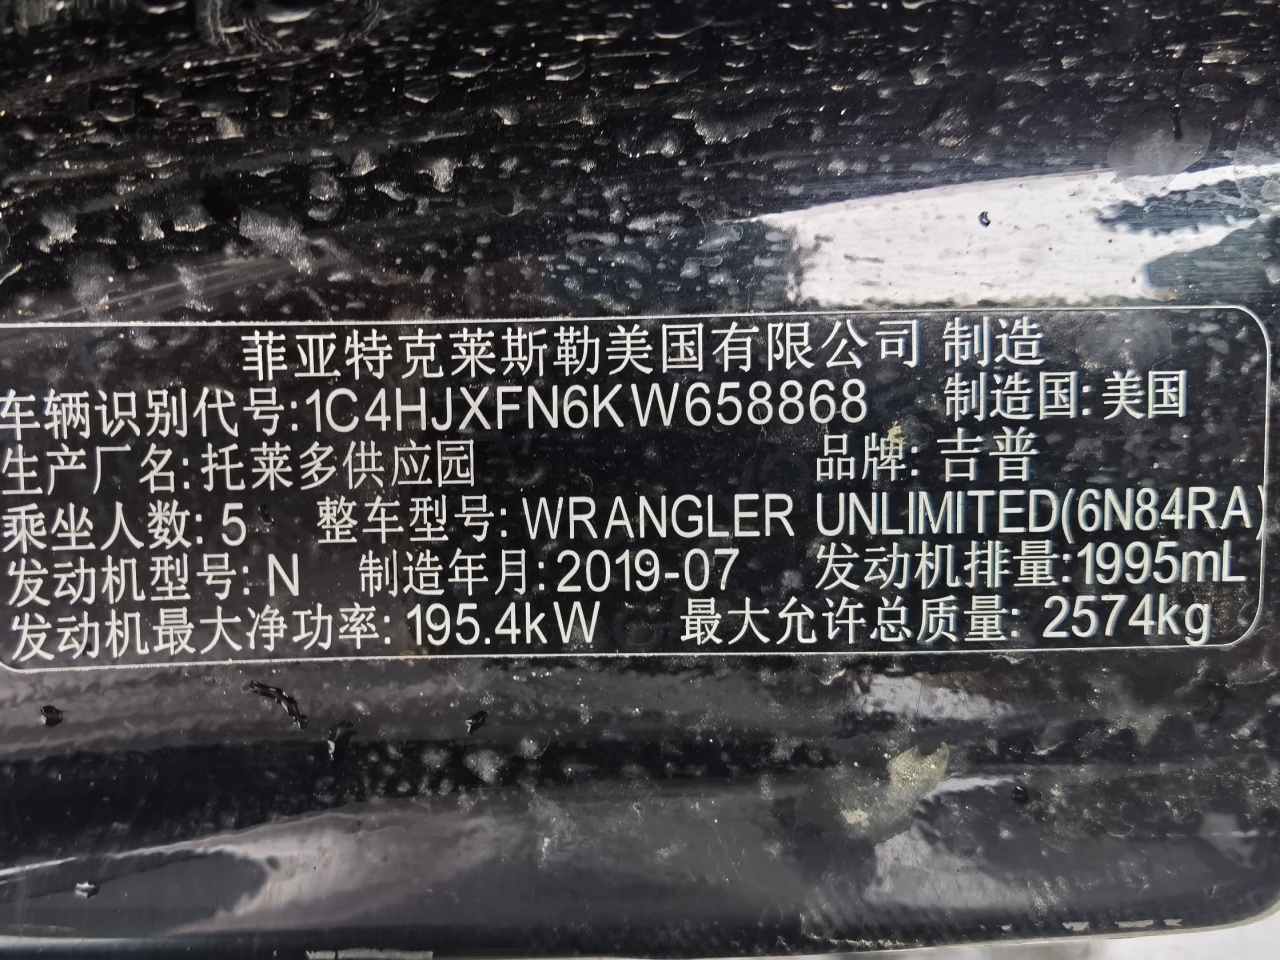 菲亚特克莱斯勒美国有限公司 制造
车辆识别代号:1C4HJXFN6KW658868 制造国:美国
生产厂名:托莱多供应园 品牌:吉普
乘坐人数:5 整车型号:WRANGLER UNLIMITED(6N84RA)
发动机型号:N 制造年月:2019-07 发动机排量:1995mL
发动机最大净功率:195.4kW 最大允许总质量:2574kg